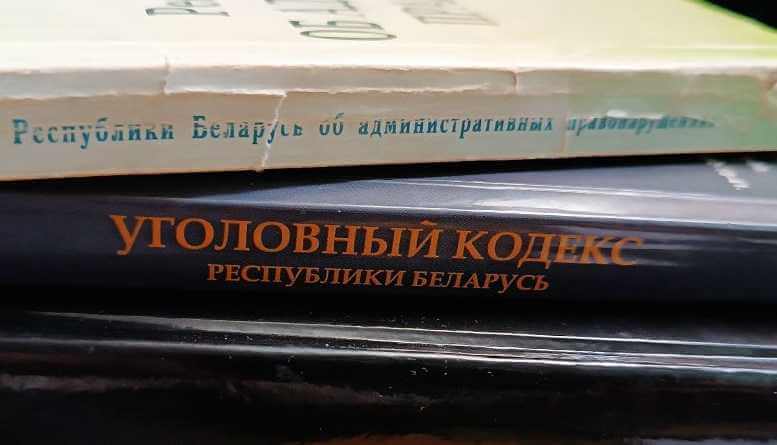 Республики Беларусь об административных правонарушениях
УГОЛОВНЫЙ КОДЕКС
РЕСПУБЛИКИ БЕЛАРУСЬ